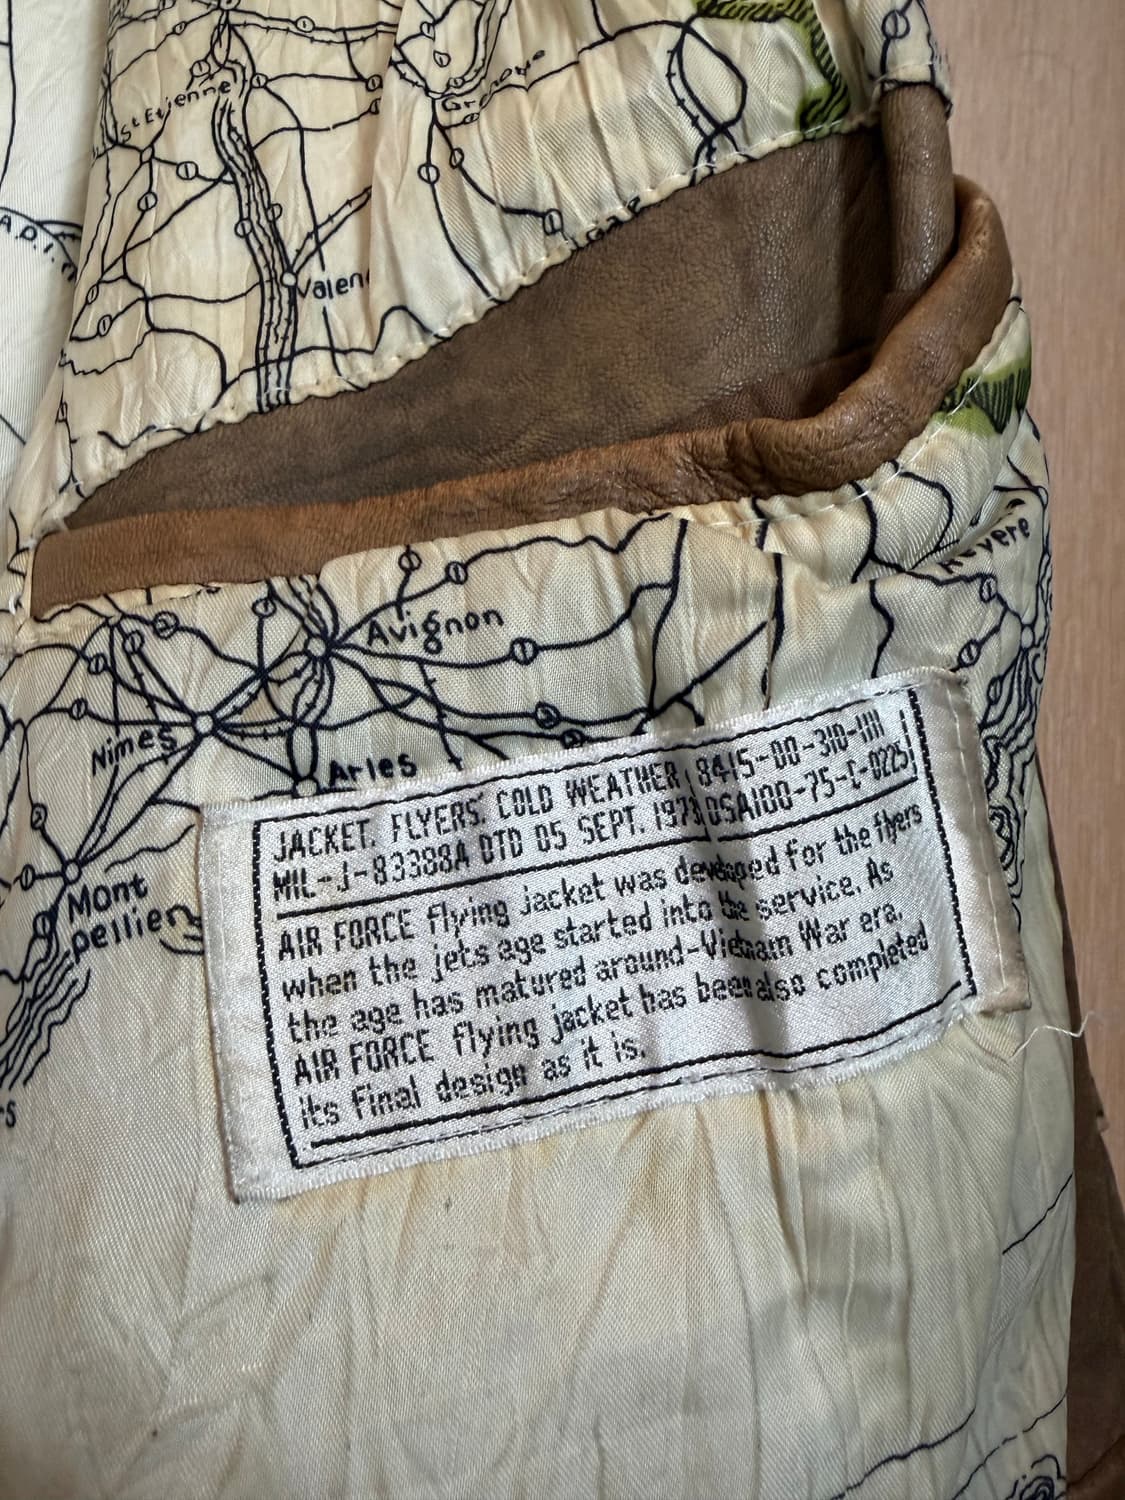 St Etienne
Grenoble
A.P.I.
Valen
Avignon
Revere
Nimes
Arles
Mont
pellier
JACKET, FLYERS', COLD WEATHER 8415-00-310-1111
MIL-J-83388A DTD 05 SEPT. 1973 DSA100-75-C-0225
AIR FORCE flying jacket was developed for the flyers
when the jets age started into the service. As
the age has matured around-Vietnam War era,
AIR FORCE flying jacket has been also completed
its final design as it is.